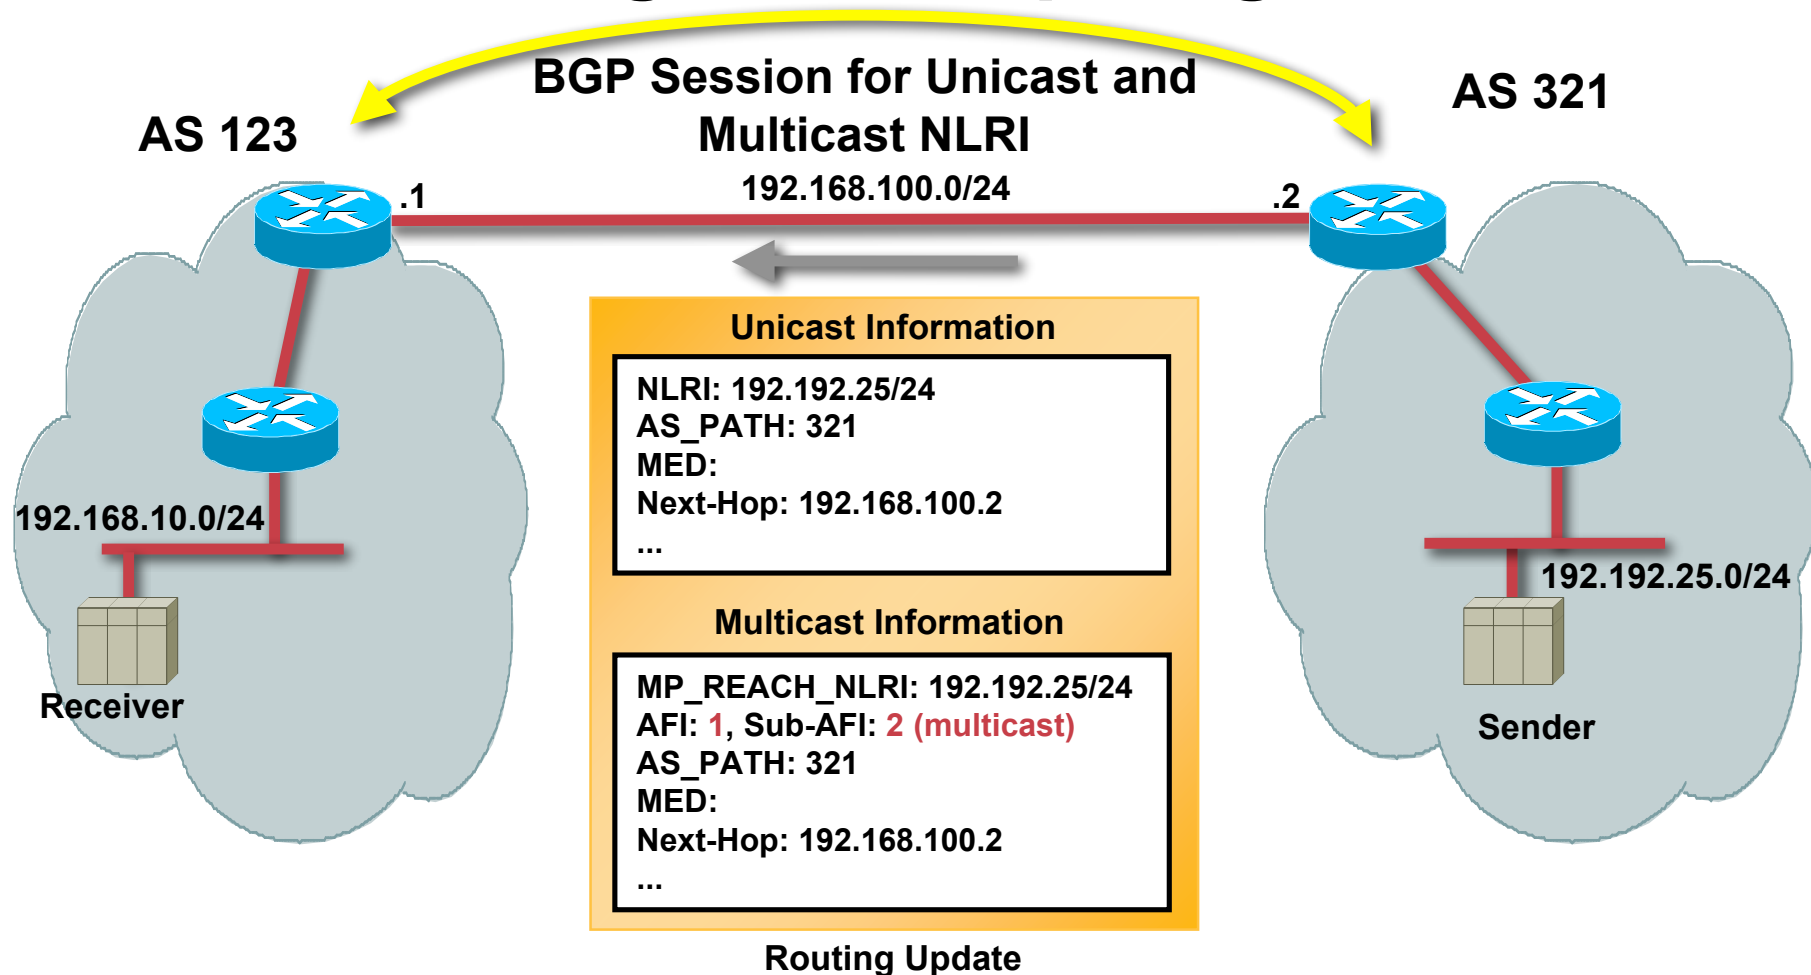 BGP Session for Unicast and
Multicast NLRI
AS 123
AS 321
192.168.100.0/24
.1
.2
Unicast Information
NLRI: 192.192.25/24
AS_PATH: 321
MED:
Next-Hop: 192.168.100.2
...
Multicast Information
MP_REACH_NLRI: 192.192.25/24
AFI: 1, Sub-AFI: 2 (multicast)
AS_PATH: 321
MED:
Next-Hop: 192.168.100.2
...
Routing Update
192.168.10.0/24
Receiver
192.192.25.0/24
Sender